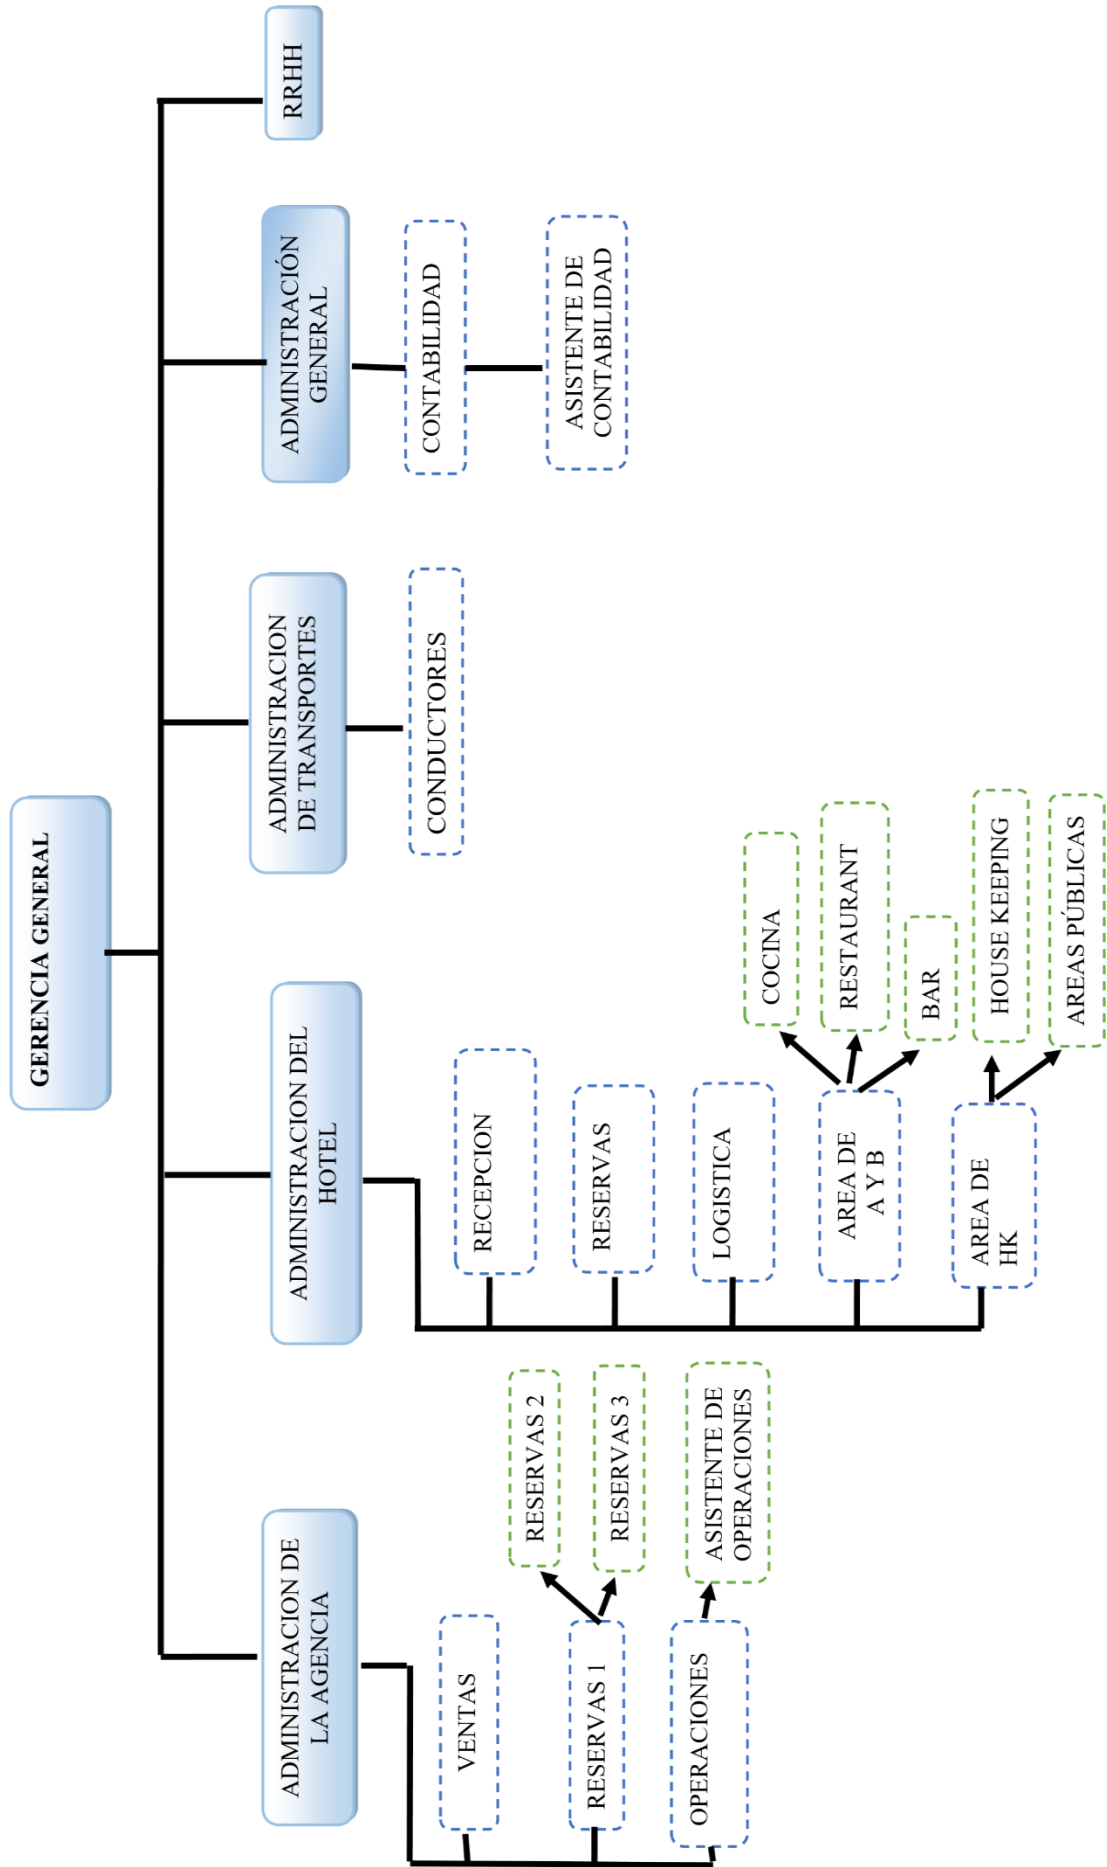 GERENCIA GENERAL
ADMINISTRACION DE
LA AGENCIA
VENTAS
RESERVAS 1
RESERVAS 2
RESERVAS 3
OPERACIONES
ASISTENTE DE
OPERACIONES
ADMINISTRACION DEL
HOTEL
RECEPCION
RESERVAS
LOGISTICA
AREA DE
A Y B
COCINA
RESTAURANT
BAR
AREA DE
HK
HOUSE KEEPING
AREAS PÚBLICAS
ADMINISTRACION
DE TRANSPORTES
CONDUCTORES
ADMINISTRACIÓN
GENERAL
CONTABILIDAD
ASISTENTE DE
CONTABILIDAD
RRHH